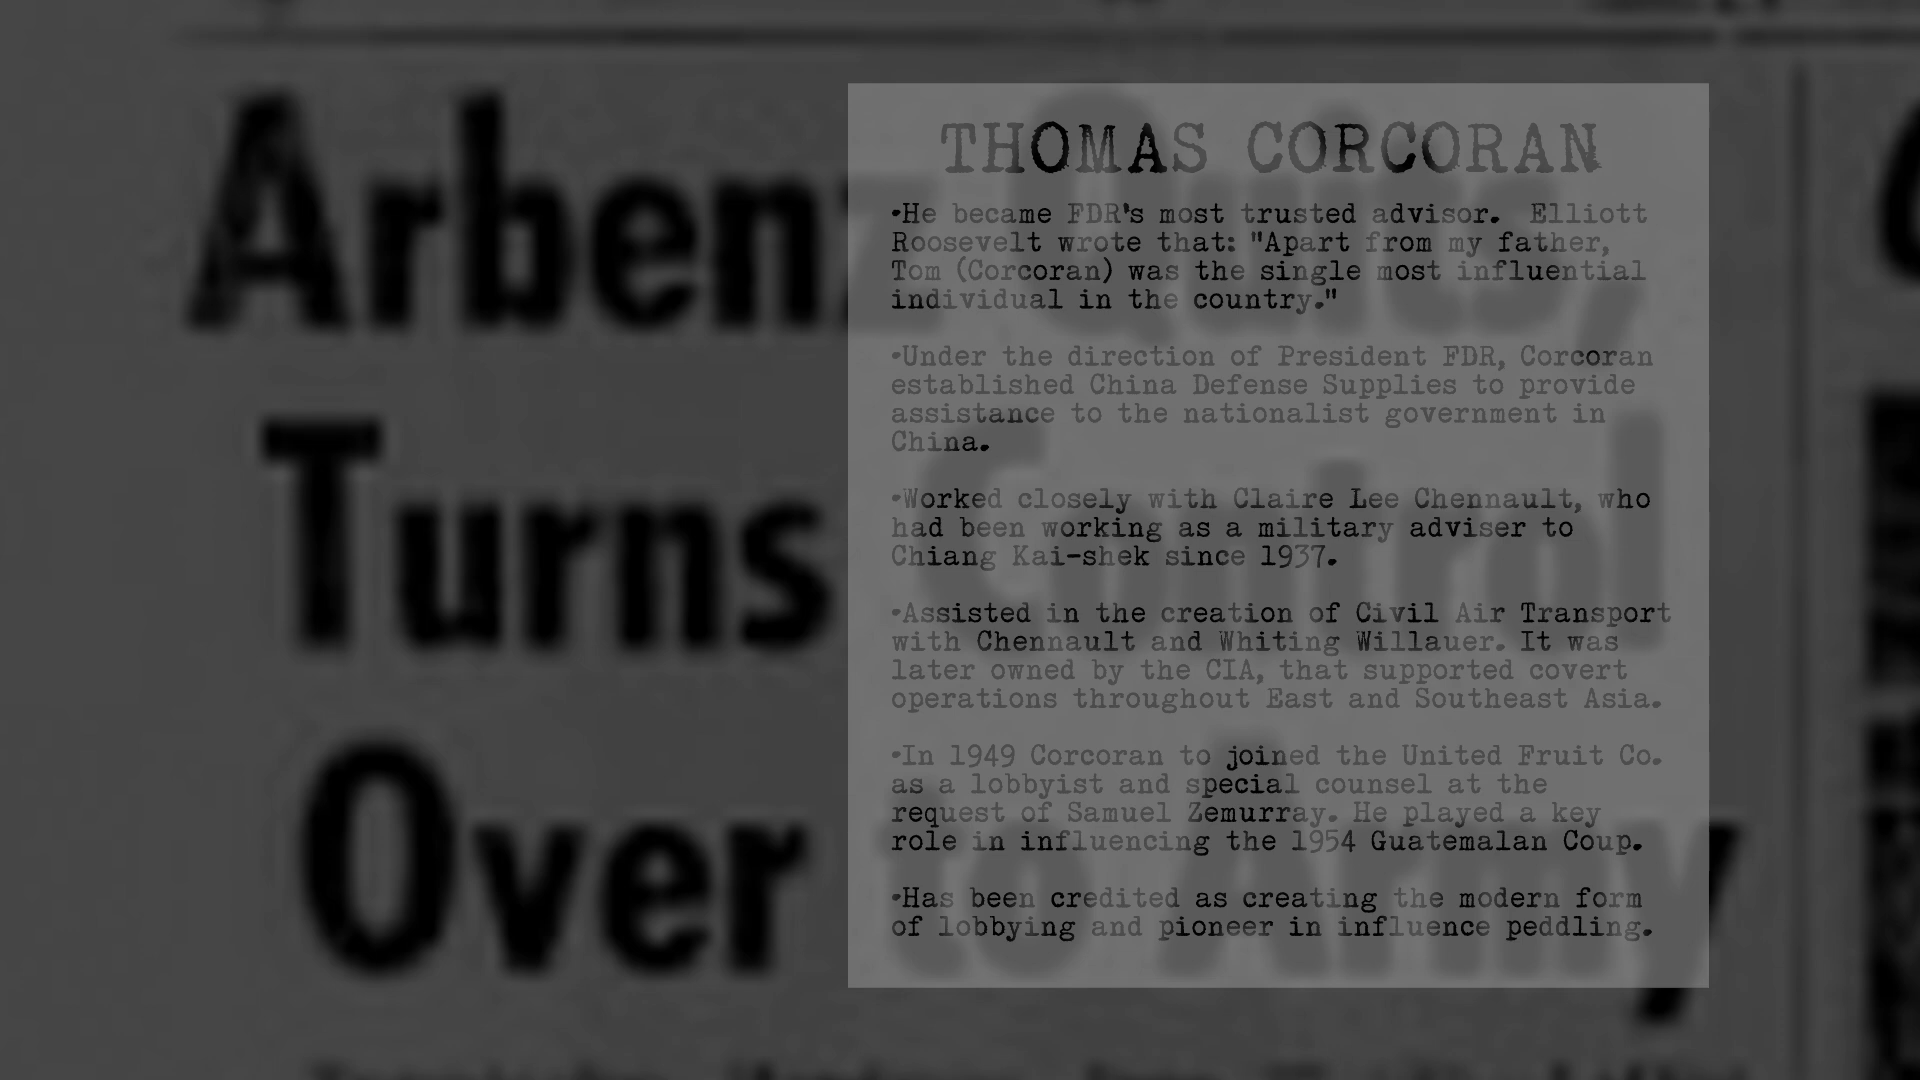 Arbenz Quits,
Turns Control
Over to Army
THOMAS CORCORAN
•He became FDR's most trusted advisor.  Elliott
Roosevelt wrote that: "Apart from my father,
Tom (Corcoran) was the single most influential
individual in the country."
•Under the direction of President FDR, Corcoran
established China Defense Supplies to provide
assistance to the nationalist government in
China.
•Worked closely with Claire Lee Chennault, who
had been working as a military adviser to
Chiang Kai-shek since 1937.
•Assisted in the creation of Civil Air Transport
with Chennault and Whiting Willauer. It was
later owned by the CIA, that supported covert
operations throughout East and Southeast Asia.
•In 1949 Corcoran to joined the United Fruit Co.
as a lobbyist and special counsel at the
request of Samuel Zemurray. He played a key
role in influencing the 1954 Guatemalan Coup.
•Has been credited as creating the modern form
of lobbying and pioneer in influence peddling.